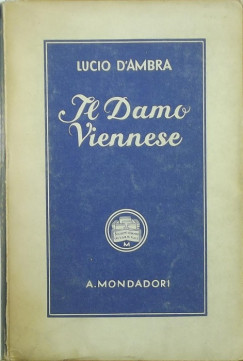 LUCIO D'AMBRA
Il Damo
Viennese
M
A. MONDADORI